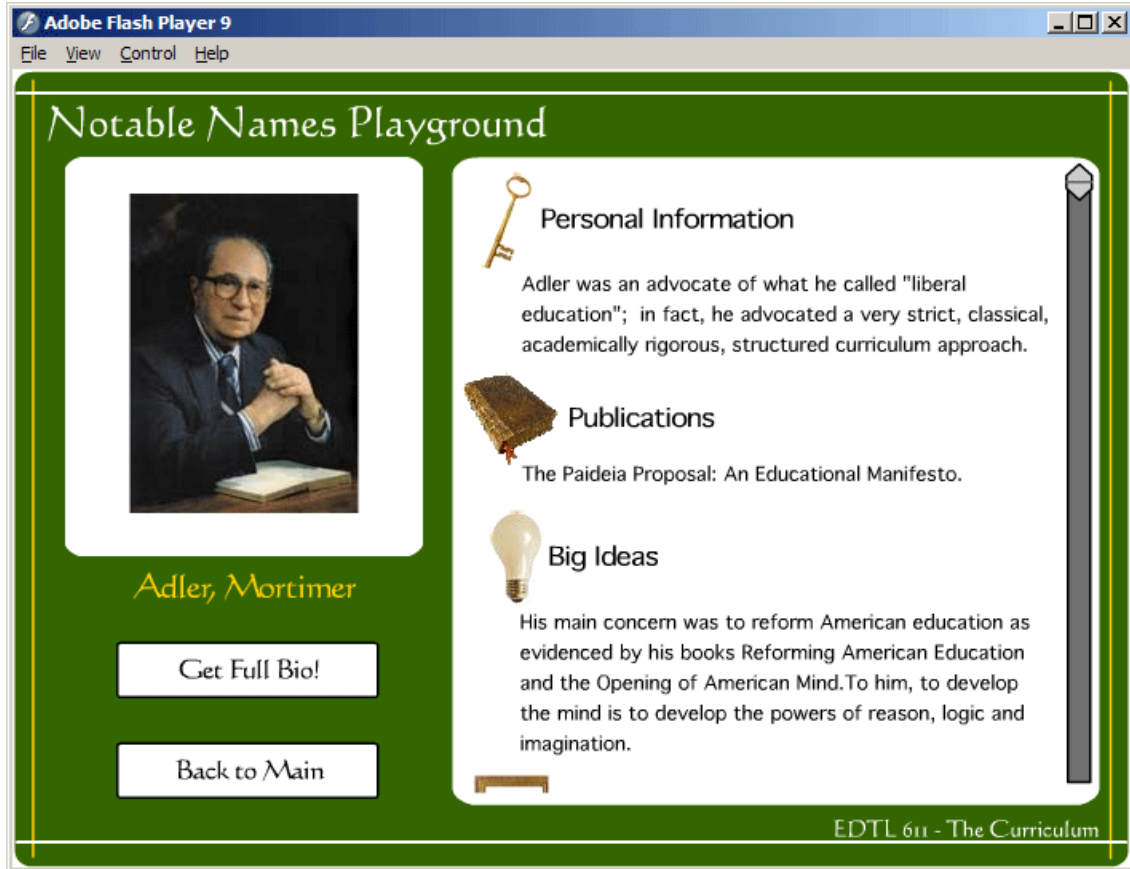 Adobe Flash Player 9
File View Control Help
Notable Names Playground
Adler, Mortimer
Get Full Bio!
Back to Main
Personal Information
Adler was an advocate of what he called "liberal
education";  in fact, he advocated a very strict, classical,
academically rigorous, structured curriculum approach.
Publications
The Paideia Proposal: An Educational Manifesto.
Big Ideas
His main concern was to reform American education as
evidenced by his books Reforming American Education
and the Opening of American Mind.To him, to develop
the mind is to develop the powers of reason, logic and
imagination.
EDTL 611 - The Curriculum